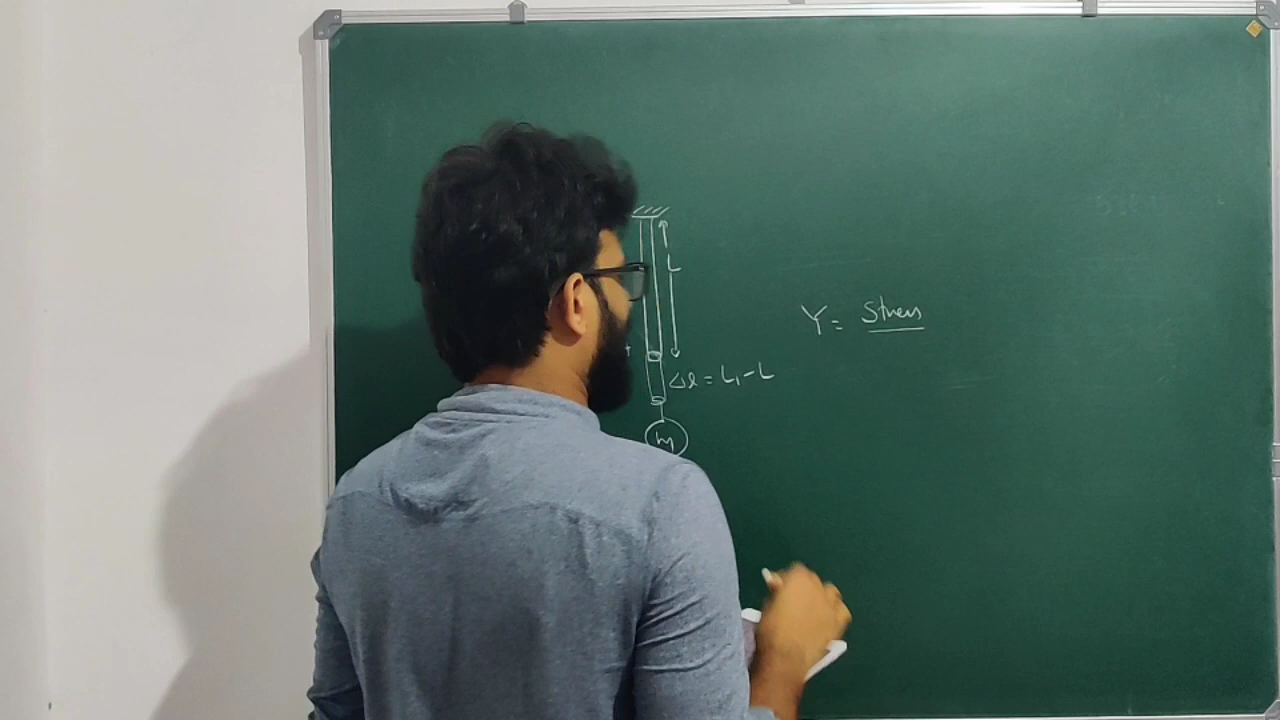 L
Y = Stress
Δl = L₁ - L
m